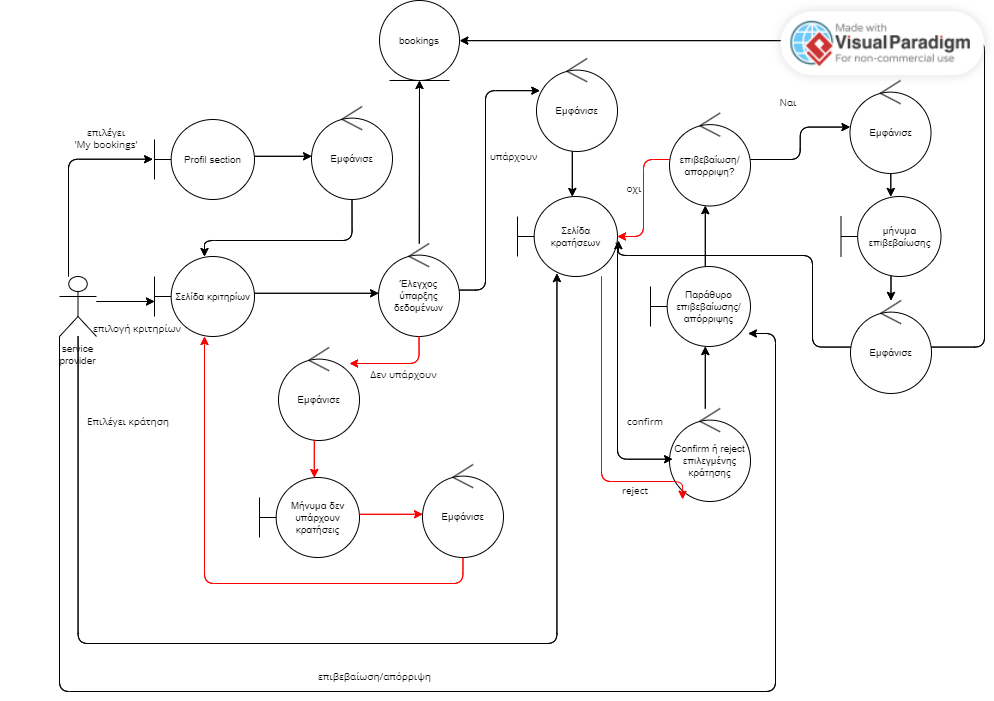 Made with
Visual Paradigm
For non-commercial use
bookings
Εμφάνισε
Ναι
επιλέγει
'My bookings'
Profil section
Εμφάνισε
υπάρχουν
επιβεβαίωση/
απορριψη?
Εμφάνισε
οχι
Σελίδα
κρατήσεων
μήνυμα
επιβεβαίωσης
Σελίδα κριτηρίων
Έλεγχος
ύπαρξης
δεδομένων
Παράθυρο
επιβεβαίωσης/
απόρριψης
επιλογή κριτηρίων
service
provider
Εμφάνισε
Δεν υπάρχουν
Εμφάνισε
Επιλέγει κράτηση
confirm
Confirm ή reject
επιλεγμένης
κράτησης
reject
Μήνυμα δεν
υπάρχουν
κρατήσεις
Εμφάνισε
επιβεβαίωση/απόρριψη